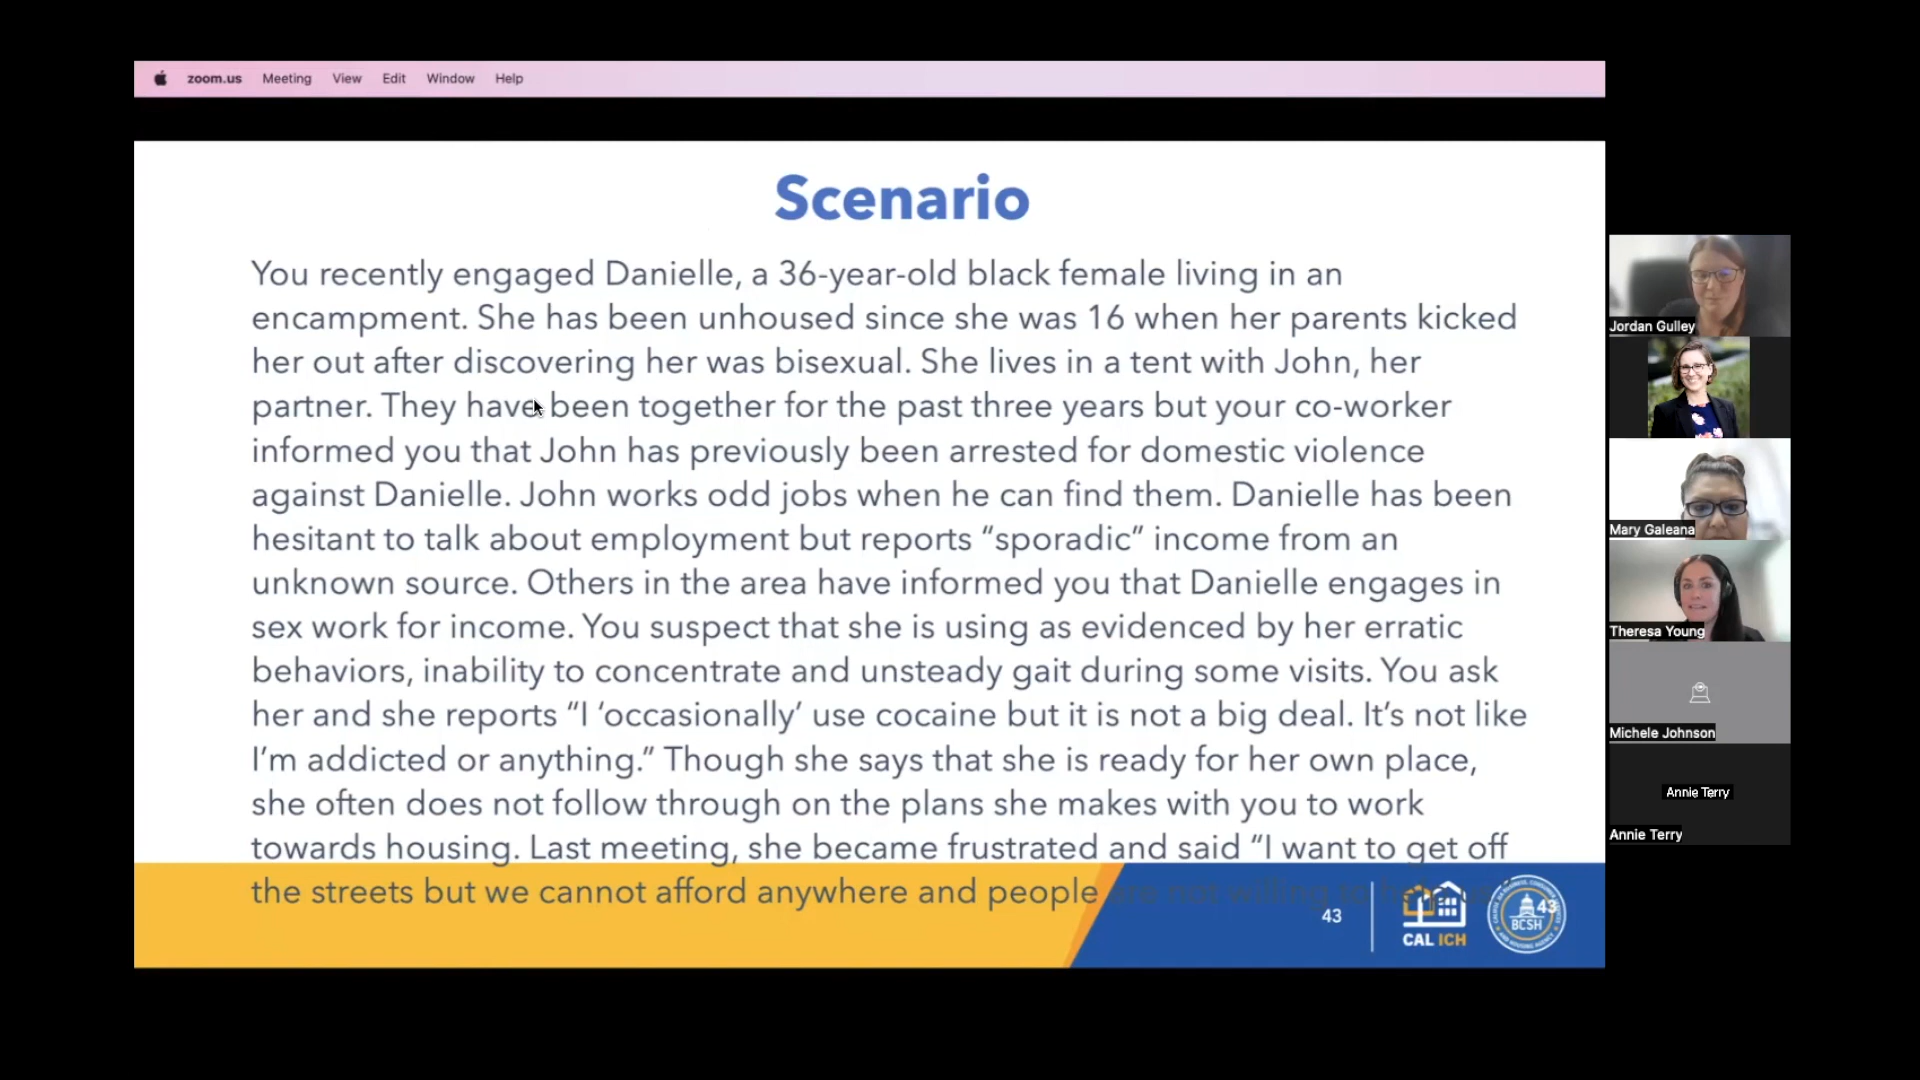 zoom.us Meeting View Edit Window Help
Scenario
You recently engaged Danielle, a 36-year-old black female living in an
encampment. She has been unhoused since she was 16 when her parents kicked
her out after discovering her was bisexual. She lives in a tent with John, her
partner. They have been together for the past three years but your co-worker
informed you that John has previously been arrested for domestic violence
against Danielle. John works odd jobs when he can find them. Danielle has been
hesitant to talk about employment but reports “sporadic” income from an
unknown source. Others in the area have informed you that Danielle engages in
sex work for income. You suspect that she is using as evidenced by her erratic
behaviors, inability to concentrate and unsteady gait during some visits. You ask
her and she reports “I ‘occasionally’ use cocaine but it is not a big deal. It’s not like
I’m addicted or anything.” Though she says that she is ready for her own place,
she often does not follow through on the plans she makes with you to work
towards housing. Last meeting, she became frustrated and said “I want to get off
the streets but we cannot afford anywhere and people are not willing to
43
CAL ICH
43
BCSH
Jordan Gulley
Mary Galeana
Theresa Young
Michele Johnson
Annie Terry
Annie Terry